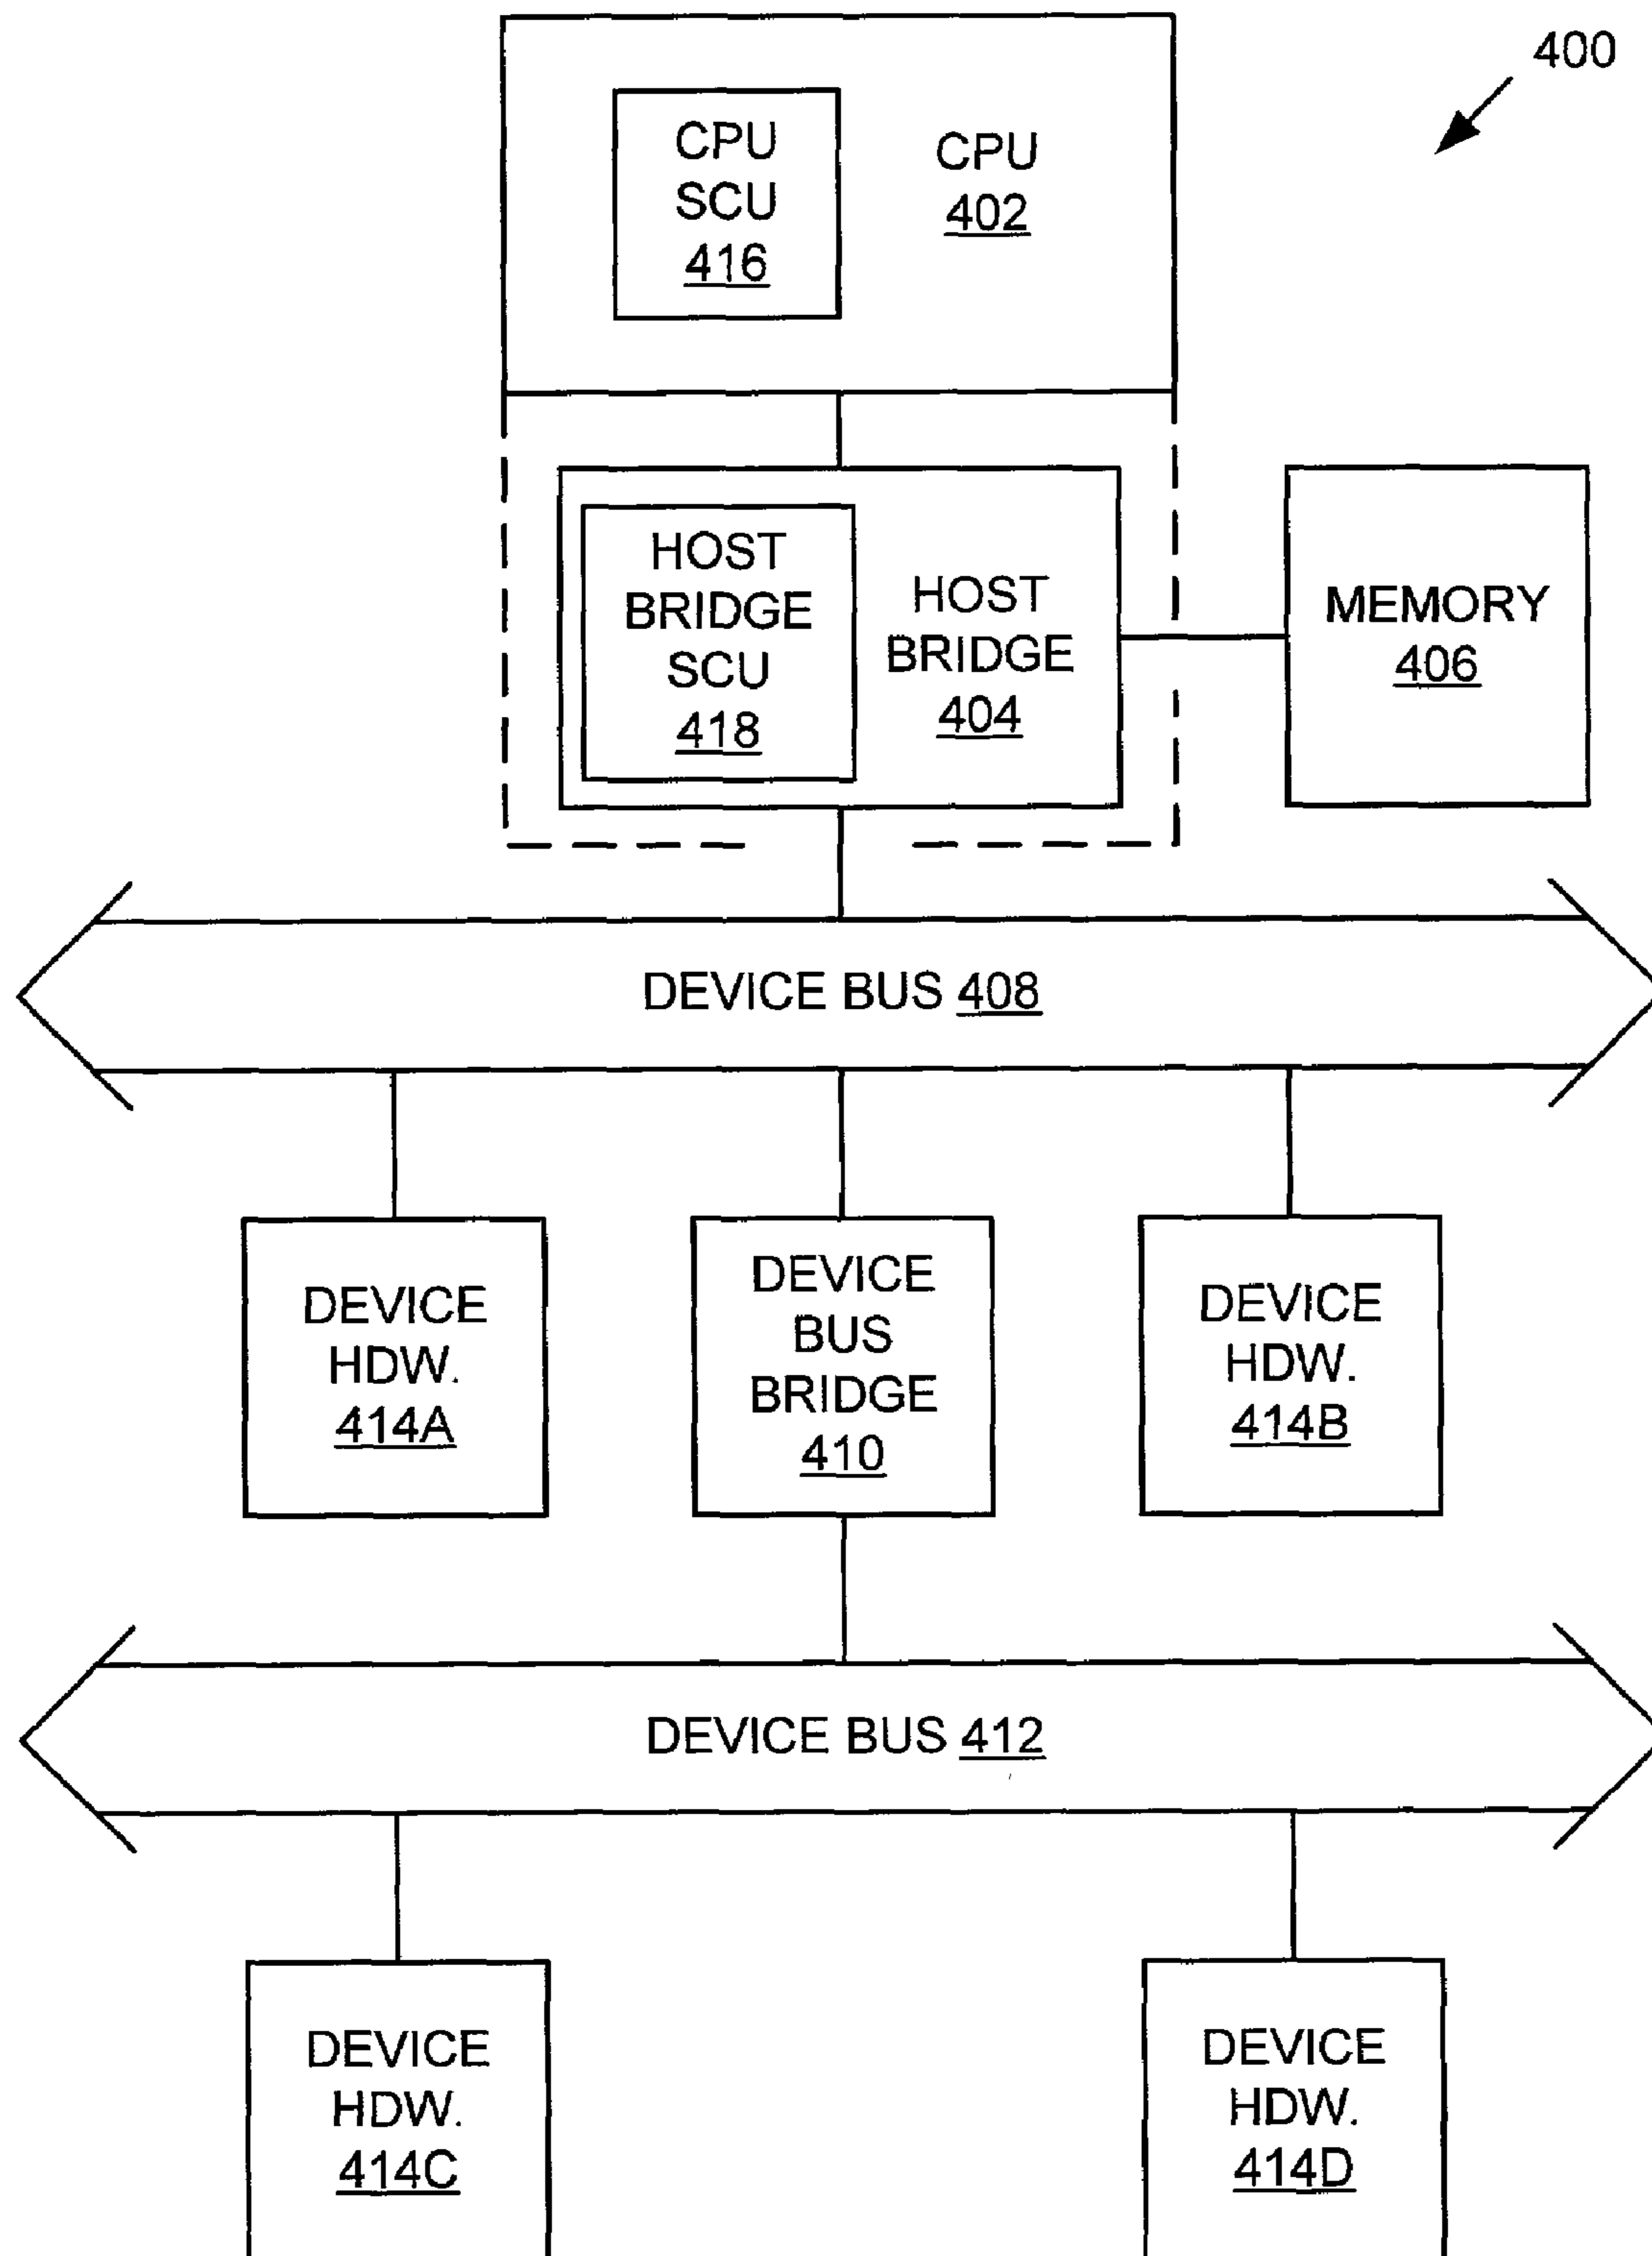 400
CPU
SCU
416
CPU
402
HOST
BRIDGE
SCU
418
HOST
BRIDGE
404
MEMORY
406
DEVICE BUS 408
DEVICE
HDW.
414A
DEVICE
BUS
BRIDGE
410
DEVICE
HDW.
414B
DEVICE BUS 412
DEVICE
HDW.
414C
DEVICE
HDW.
414D